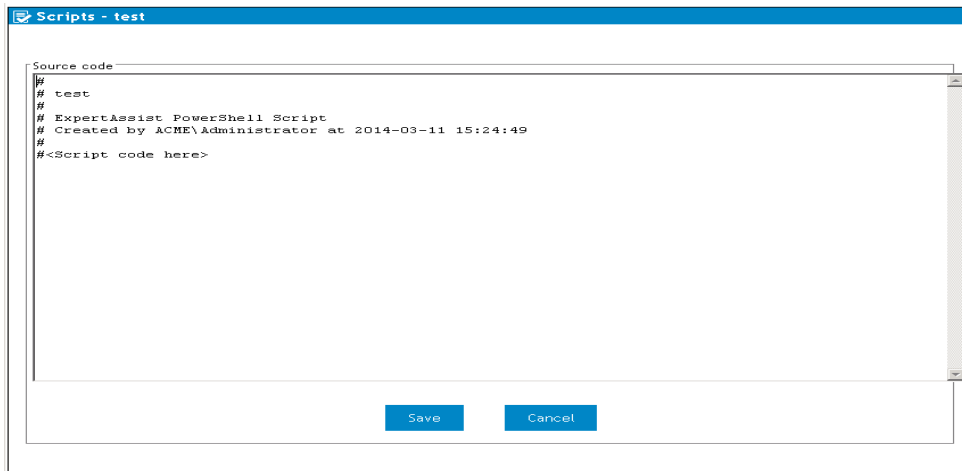 Scripts - test
Source code
#
# test
#
# ExpertAssist PowerShell Script
# Created by ACME\Administrator at 2014-03-11 15:24:49
#
#<Script code here>
Save Cancel